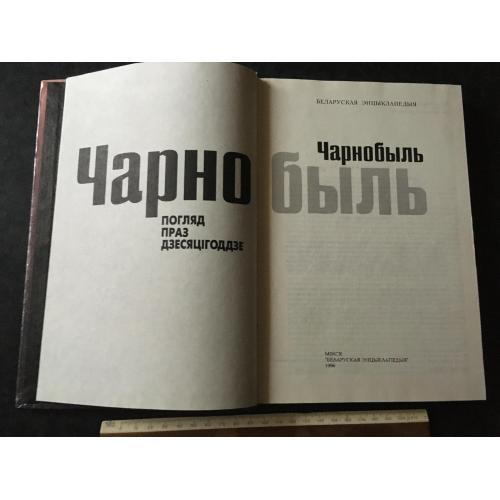 Чарно
ПОГЛЯД
ПРАЗ
ДЗЕСЯЦІГОДДЗЕ
БЕЛАРУСКАЯ ЭНЦЫКЛАПЕДЫЯ
Чарнобыль
быль
МІНСК
"БЕЛАРУСКАЯ ЭНЦЫКЛАПЕДЫЯ"
1996